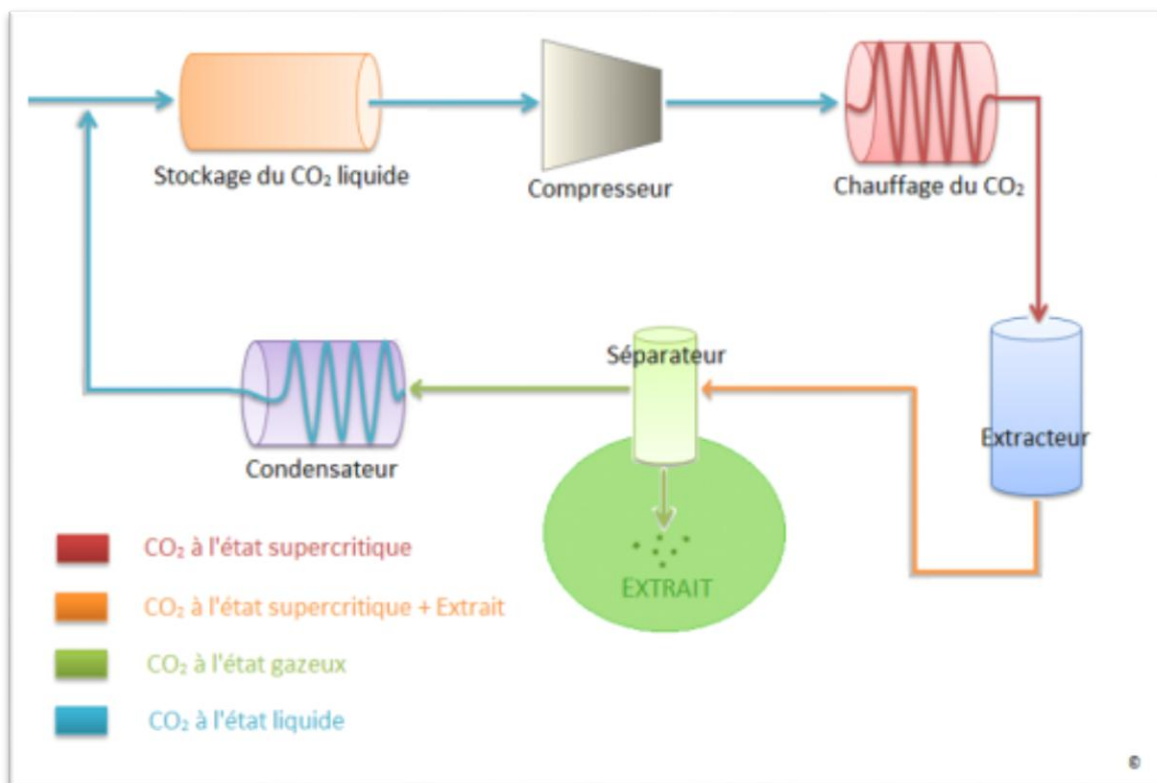 Stockage du CO₂ liquide
Compresseur
Chauffage du CO₂
Séparateur
Extracteur
Condensateur
EXTRAIT
CO₂ à l'état supercritique
CO₂ à l'état supercritique + Extrait
CO₂ à l'état gazeux
CO₂ à l'état liquide
©